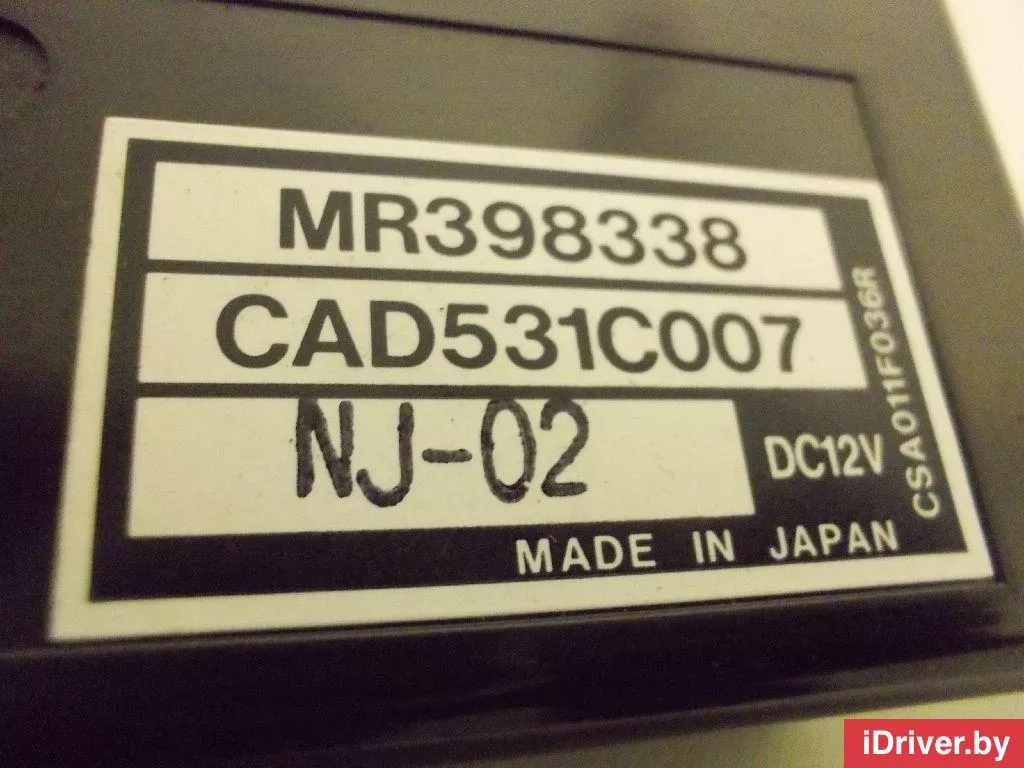 MR398338
CAD531C007
NJ-02
DC12V
CSA011F036R
MADE IN JAPAN
iDriver.by